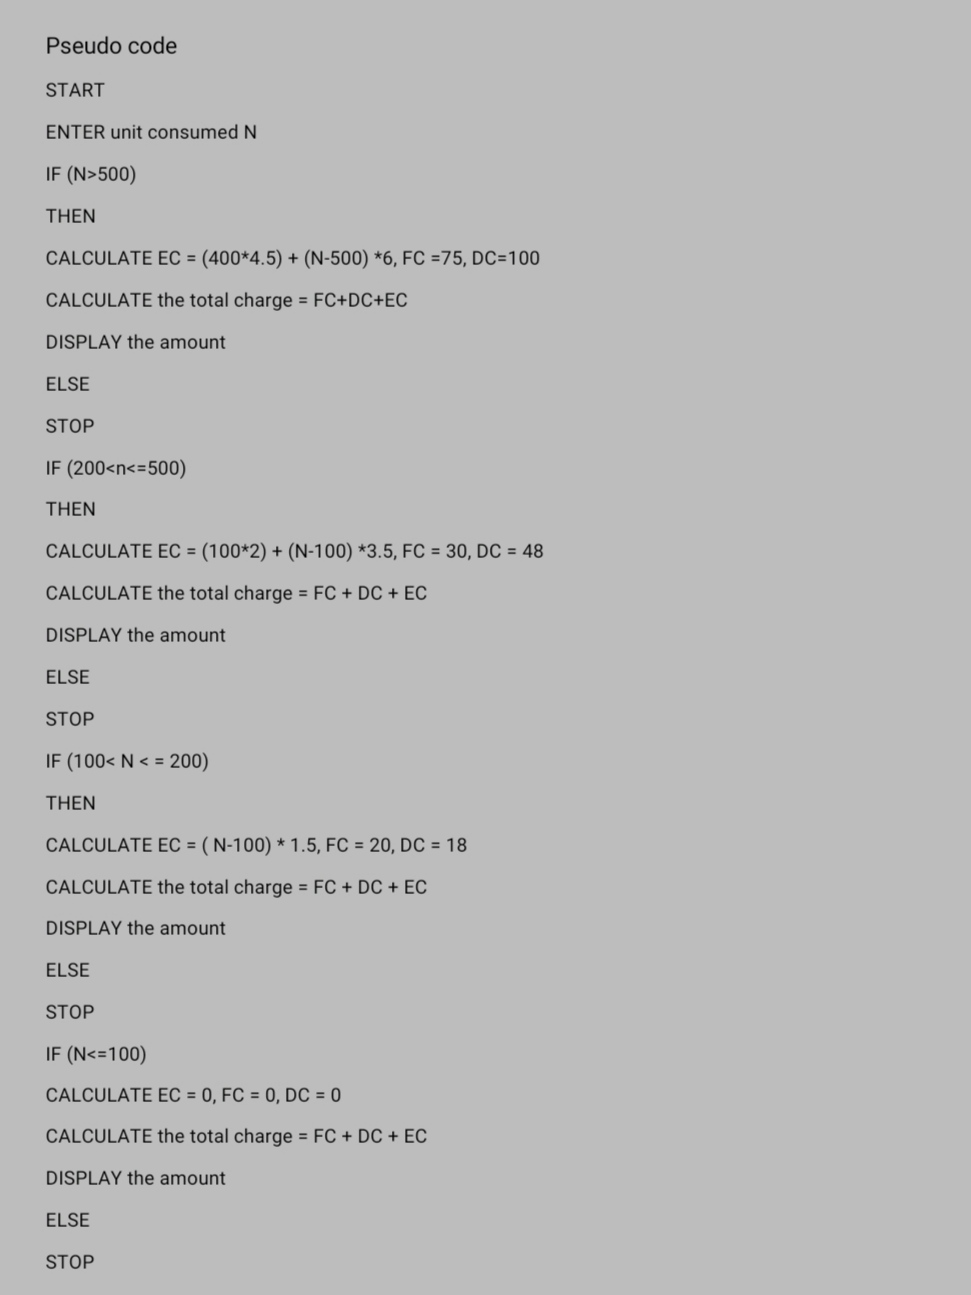 Pseudo code
START
ENTER unit consumed N
IF (N>500)
THEN
CALCULATE EC = (400*4.5) + (N-500) *6, FC =75, DC=100
CALCULATE the total charge = FC+DC+EC
DISPLAY the amount
ELSE
STOP
IF (200<n<=500)
THEN
CALCULATE EC = (100*2) + (N-100) *3.5, FC = 30, DC = 48
CALCULATE the total charge = FC + DC + EC
DISPLAY the amount
ELSE
STOP
IF (100< N < = 200)
THEN
CALCULATE EC = ( N-100) * 1.5, FC = 20, DC = 18
CALCULATE the total charge = FC + DC + EC
DISPLAY the amount
ELSE
STOP
IF (N<=100)
CALCULATE EC = 0, FC = 0, DC = 0
CALCULATE the total charge = FC + DC + EC
DISPLAY the amount
ELSE
STOP